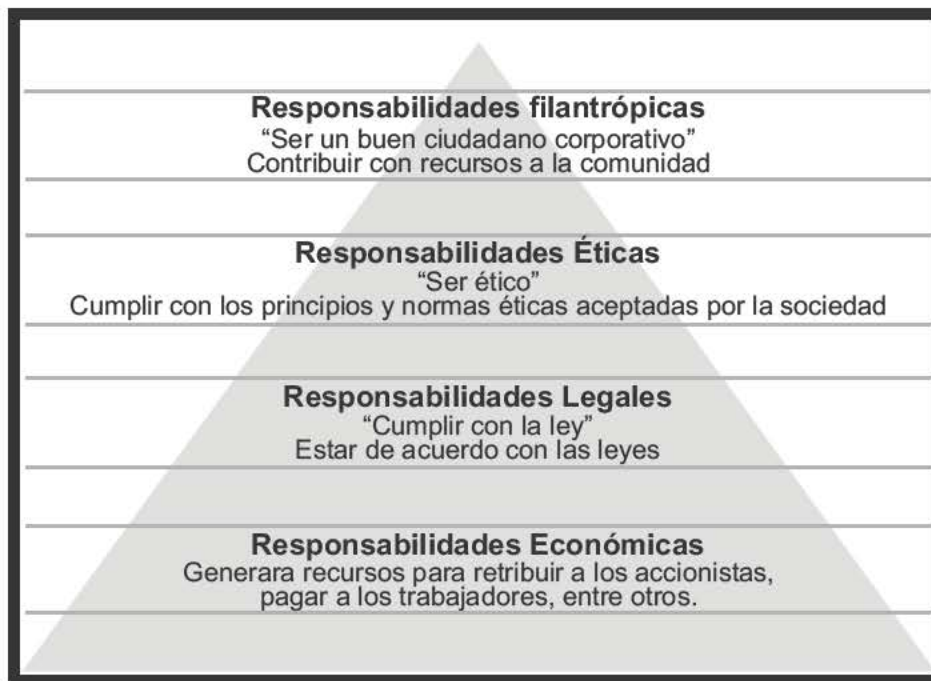 Responsabilidades filantrópicas
“Ser un buen ciudadano corporativo”
Contribuir con recursos a la comunidad
Responsabilidades Éticas
“Ser ético”
Cumplir con los principios y normas éticas aceptadas por la sociedad
Responsabilidades Legales
“Cumplir con la ley”
Estar de acuerdo con las leyes
Responsabilidades Económicas
Generara recursos para retribuir a los accionistas,
pagar a los trabajadores, entre otros.